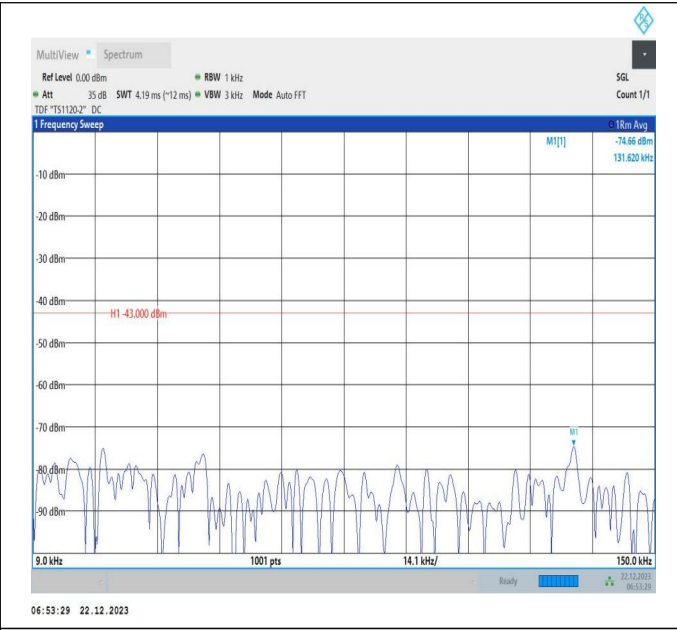 R S
MultiView Spectrum
Ref Level 0.00 dBm RBW 1 kHz SGL
Att 35 dB SWT 4.19 ms (~12 ms) VBW 3 kHz Mode Auto FFT Count 1/1
TDF "TS1120-2" DC
1 Frequency Sweep 1Rm Avg
M1[1] -74.66 dBm
131.620 kHz
-10 dBm
-20 dBm
-30 dBm
-40 dBm
H1 -43.000 dBm
-50 dBm
-60 dBm
-70 dBm
M1
-80 dBm
-90 dBm
9.0 kHz 1001 pts 14.1 kHz/ 150.0 kHz
Ready 22.12.2023
06:53:29
06:53:29 22.12.2023